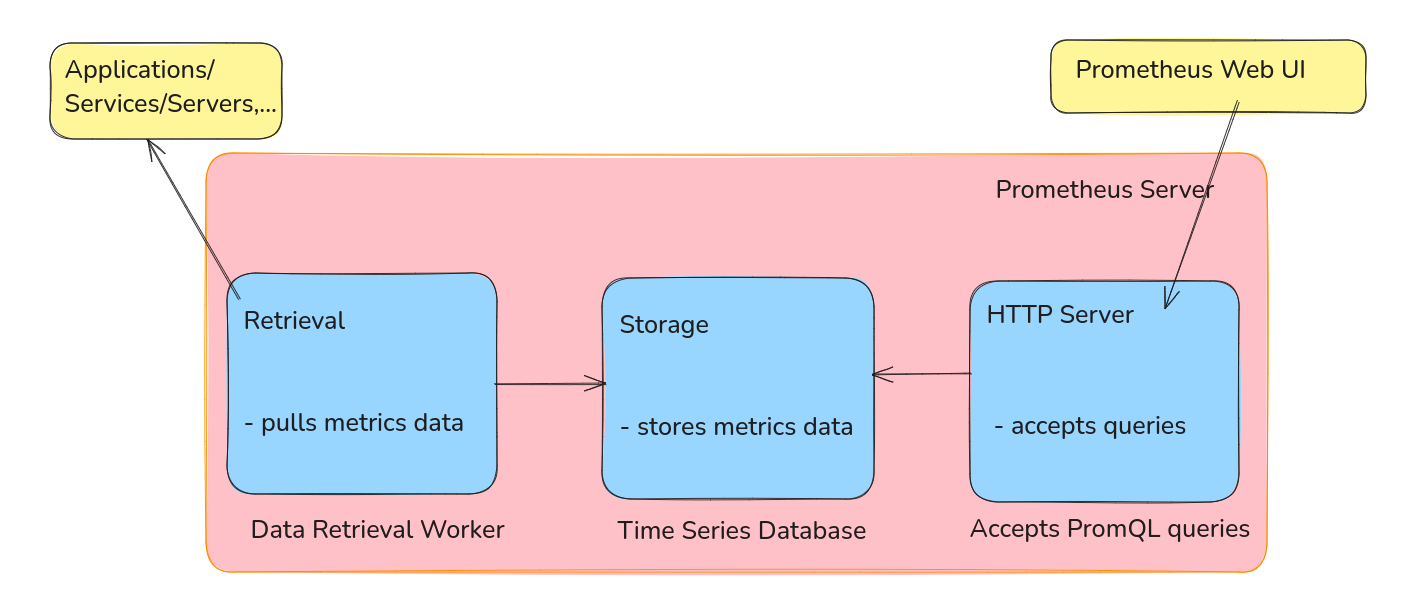 Applications/
Services/Servers,...
Prometheus Web UI
Prometheus Server
Retrieval
- pulls metrics data
Data Retrieval Worker
Storage
- stores metrics data
Time Series Database
HTTP Server
- accepts queries
Accepts PromQL queries